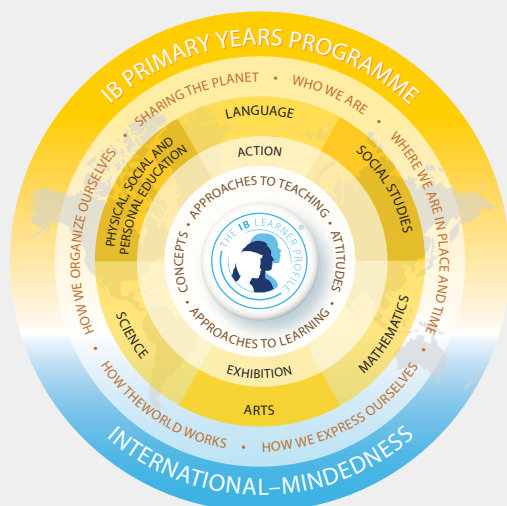 IB PRIMARY YEARS PROGRAMME
SHARING THE PLANET • WHO WE ARE • WHERE WE ARE IN PLACE AND TIME • HOW WE EXPRESS OURSELVES • HOW THEWORLD WORKS • HOW WE ORGANIZE OURSELVES •
LANGUAGE
SOCIAL STUDIES
MATHEMATICS
ARTS
SCIENCE
PHYSICAL, SOCIAL AND
PERSONAL EDUCATION
ACTION
EXHIBITION
APPROACHES TO TEACHING • ATTITUDES • APPROACHES TO LEARNING • CONCEPTS •
THE IB LEARNER PROFILE ®
INTERNATIONAL–MINDEDNESS